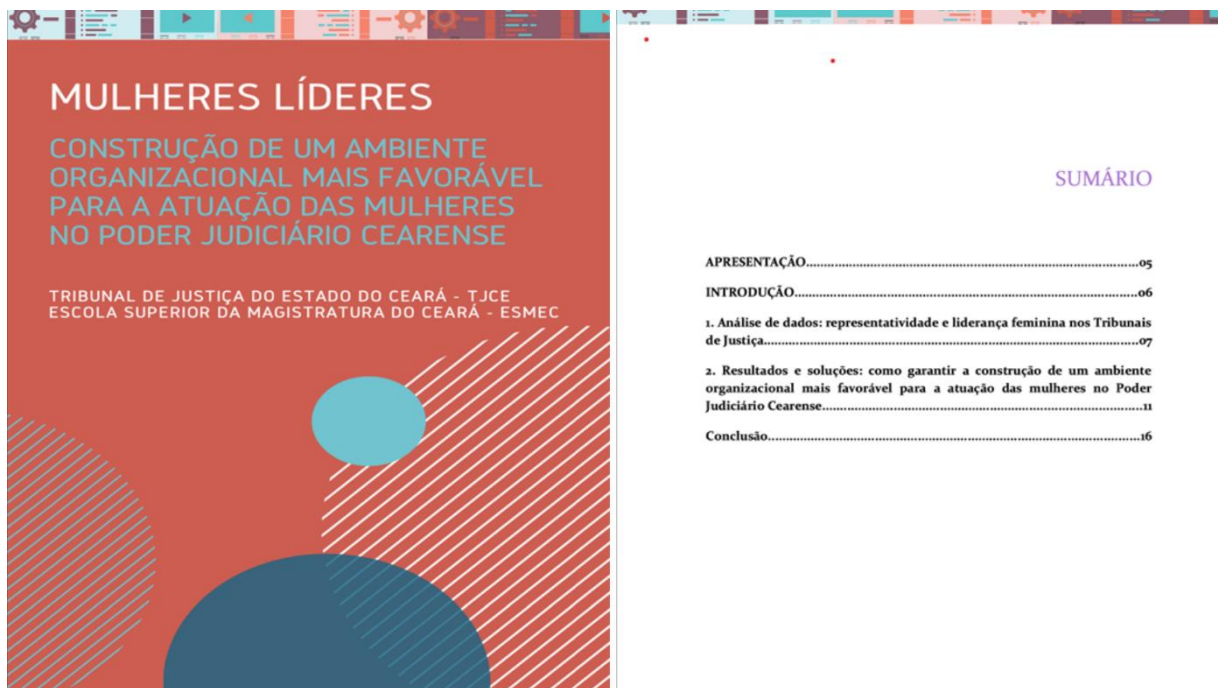 MULHERES LÍDERES
CONSTRUÇÃO DE UM AMBIENTE
ORGANIZACIONAL MAIS FAVORÁVEL
PARA A ATUAÇÃO DAS MULHERES
NO PODER JUDICIÁRIO CEARENSE
TRIBUNAL DE JUSTIÇA DO ESTADO DO CEARÁ - TJCE
ESCOLA SUPERIOR DA MAGISTRATURA DO CEARÁ - ESMEC
SUMÁRIO
APRESENTAÇÃO....................................................................................................05
INTRODUÇÃO.......................................................................................................06
1. Análise de dados: representatividade e liderança feminina nos Tribunais
de Justiça................................................................................................................07
2. Resultados e soluções: como garantir a construção de um ambiente
organizacional mais favorável para a atuação das mulheres no Poder
Judiciário Cearense................................................................................................11
Conclusão...............................................................................................................16